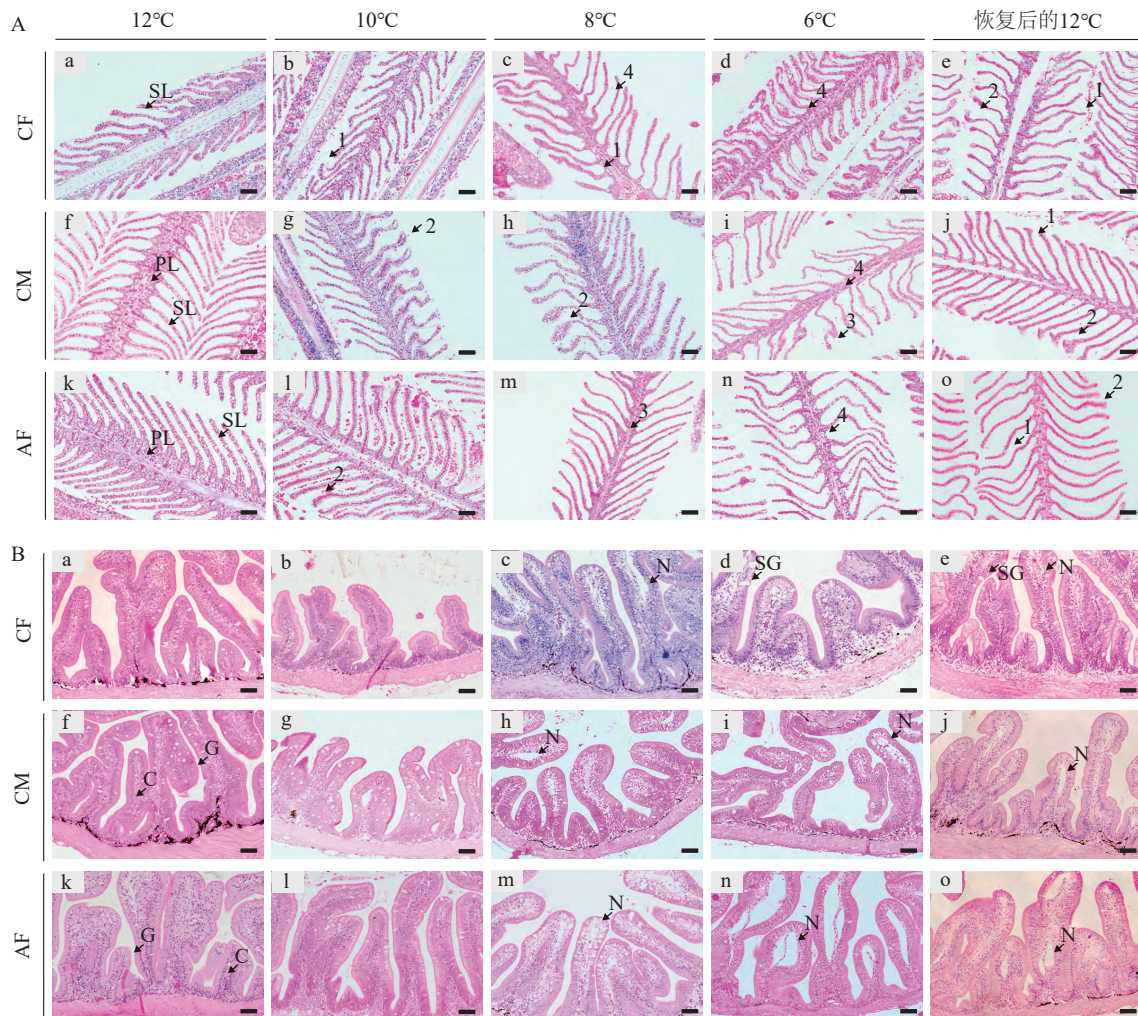 A 12℃ 10℃ 8℃ 6℃ 恢复后的12℃
CF
a SL
b 1
c 4 1
d 4
e 2 1
CM
f PL SL
g 2
h 2
i 4 3
j 1 2
AF
k SL PL
l 2
m 3
n 4
o 2 1
B
CF
a
b
c N
d SG
e SG N
CM
f G C
g
h N
i N
j N
AF
k G C
l
m N
n N
o N